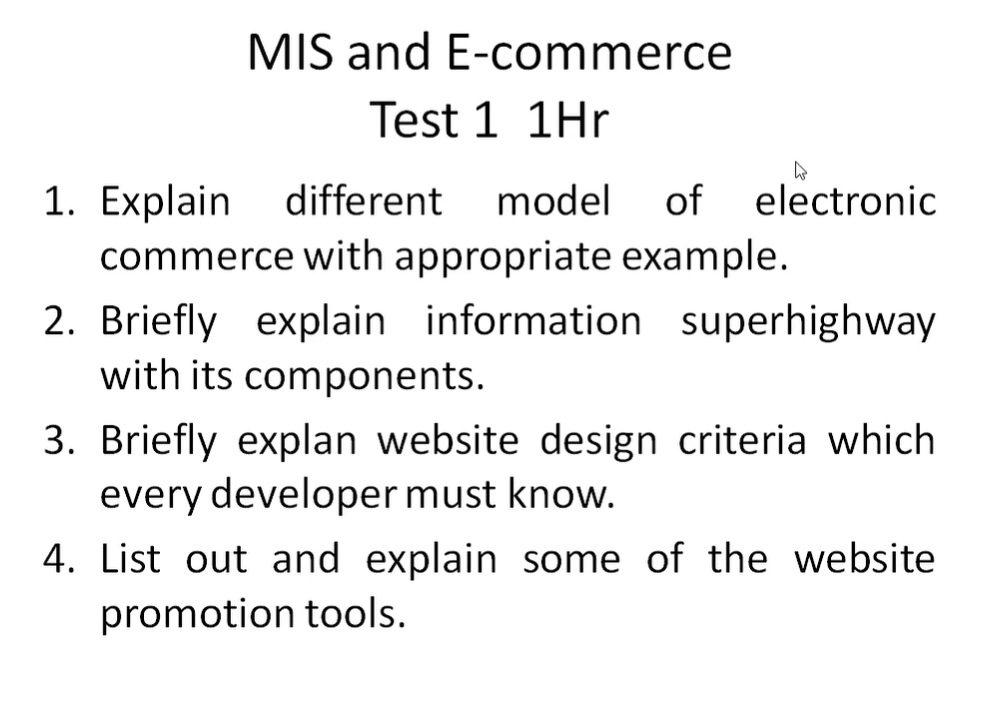 MIS and E-commerce
Test 1 1Hr
1. Explain different model of electronic
commerce with appropriate example.
2. Briefly explain information superhighway
with its components.
3. Briefly explan website design criteria which
every developer must know.
4. List out and explain some of the website
promotion tools.